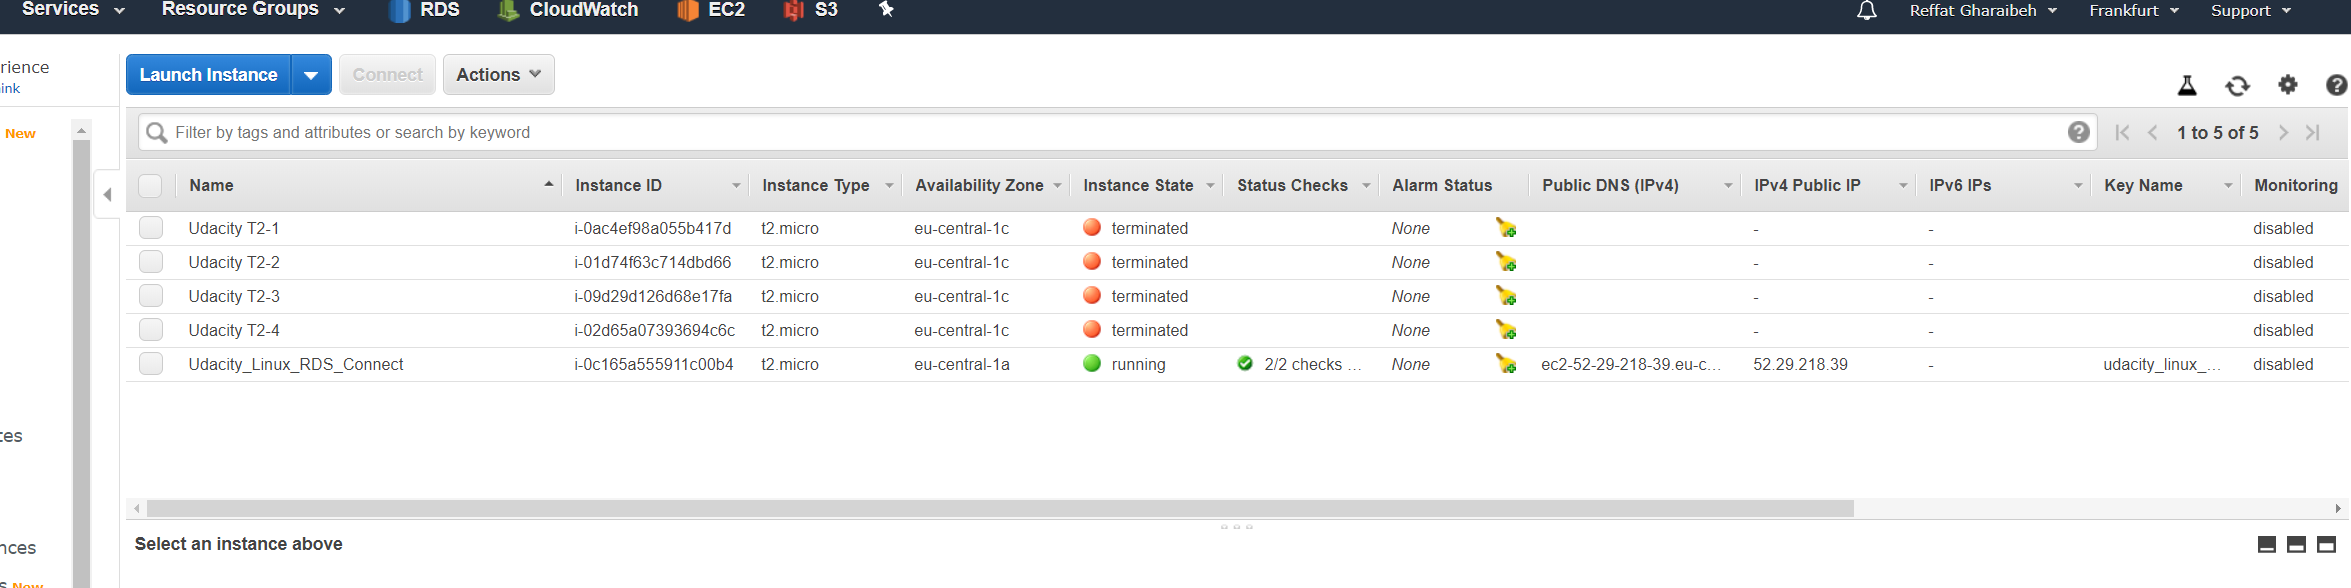 Services Resource Groups RDS CloudWatch EC2 S3 Reffat Gharaibeh Frankfurt Support
rience
ink
Launch Instance Connect Actions
New
Filter by tags and attributes or search by keyword 1 to 5 of 5
Name Instance ID Instance Type Availability Zone Instance State Status Checks Alarm Status Public DNS (IPv4) IPv4 Public IP IPv6 IPs Key Name Monitoring
Udacity T2-1 i-0ac4ef98a055b417d t2.micro eu-central-1c terminated None - - disabled
Udacity T2-2 i-01d74f63c714dbd66 t2.micro eu-central-1c terminated None - - disabled
Udacity T2-3 i-09d29d126d68e17fa t2.micro eu-central-1c terminated None - - disabled
Udacity T2-4 i-02d65a07393694c6c t2.micro eu-central-1c terminated None - - disabled
Udacity_Linux_RDS_Connect i-0c165a555911c00b4 t2.micro eu-central-1a running 2/2 checks ... None ec2-52-29-218-39.eu-c... 52.29.218.39 - udacity_linux_... disabled
tes
nces
s New
Select an instance above